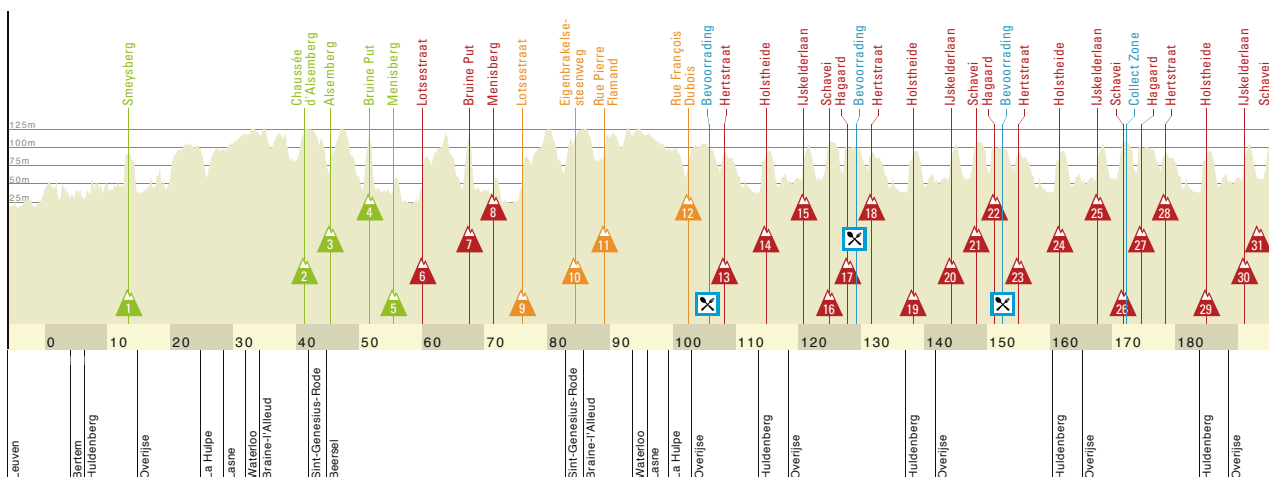 Smeysberg
Chaussée
d'Alsemberg
Alsemberg
Bruine Put
Menisberg
Lotsestraat
Bruine Put
Menisberg
Lotsestraat
Eigenbrakelse-
steenweg
Rue Pierre
Flamand
Rue François
Dubois
Bevoorrading
Hertstraat
Holstheide
IJskelderlaan
Schavei
Hagaard
Bevoorrading
Hertstraat
Holstheide
IJskelderlaan
Schavei
Hagaard
Bevoorrading
Hertstraat
Holstheide
IJskelderlaan
Schavei
Collect Zone
Hagaard
Hertstraat
Holstheide
IJskelderlaan
Schavei
125m
100m
75m
50m
25m
1
2
3
4
5
6
7
8
9
10
11
12
13
14
15
16
17
18
19
20
21
22
23
24
25
26
27
28
29
30
31
0 10 20 30 40 50 60 70 80 90 100 110 120 130 140 150 160 170 180
Leuven
Bertem
Huldenberg
Overijse
La Hulpe
Lasne
Waterloo
Braine-l'Alleud
Sint-Genesius-Rode
Beersel
Sint-Genesius-Rode
Braine-l'Alleud
Waterloo
Lasne
La Hulpe
Overijse
Huldenberg
Overijse
Huldenberg
Overijse
Huldenberg
Overijse
Huldenberg
Overijse